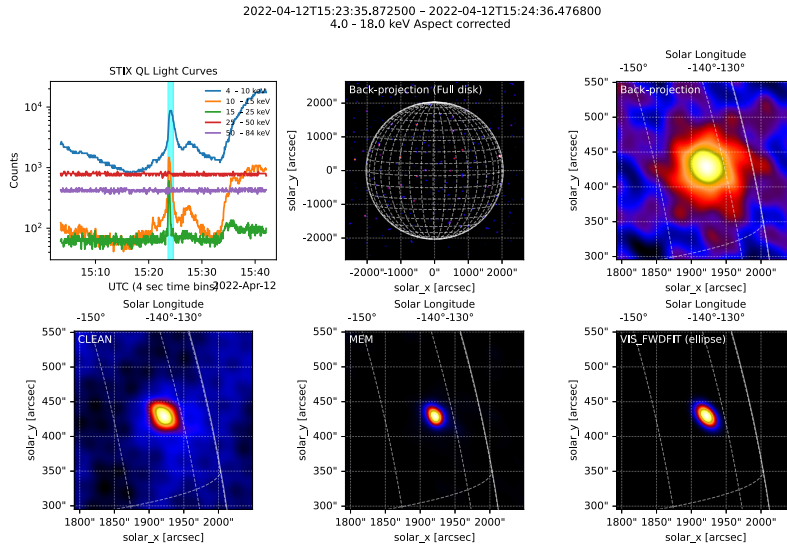 2022-04-12T15:23:35.872500 – 2022-04-12T15:24:36.476800
4.0 - 18.0 keV Aspect corrected
STIX QL Light Curves
4 - 10 keV
10 - 15 keV
15 - 25 keV
25 - 50 keV
50 - 84 keV
Counts
10⁴
10³
10²
15:10 15:20 15:30 15:40
UTC (4 sec time bins)
2022-Apr-12
Back-projection (Full disk)
solar_y [arcsec]
2000"
1000"
0"
-1000"
-2000"
-2000" -1000" 0" 1000" 2000"
solar_x [arcsec]
Solar Longitude
-150° -140° -130°
Back-projection
solar_y [arcsec]
550"
500"
450"
400"
350"
300"
1800" 1850" 1900" 1950" 2000"
solar_x [arcsec]
Solar Longitude
-150° -140° -130°
CLEAN
solar_y [arcsec]
550"
500"
450"
400"
350"
300"
1800" 1850" 1900" 1950" 2000"
solar_x [arcsec]
Solar Longitude
-150° -140° -130°
MEM
solar_y [arcsec]
550"
500"
450"
400"
350"
300"
1800" 1850" 1900" 1950" 2000"
solar_x [arcsec]
Solar Longitude
-150° -140° -130°
VIS_FWDFIT (ellipse)
solar_y [arcsec]
550"
500"
450"
400"
350"
300"
1800" 1850" 1900" 1950" 2000"
solar_x [arcsec]